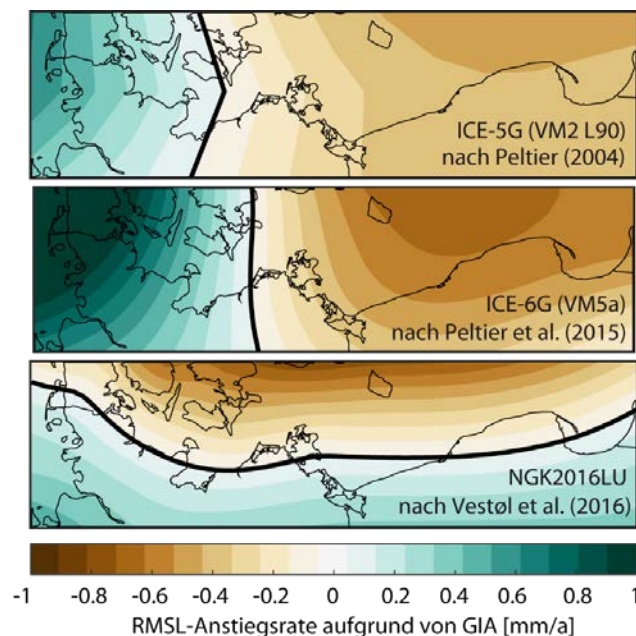 ICE-5G (VM2 L90)
nach Peltier (2004)
ICE-6G (VM5a)
nach Peltier et al. (2015)
NGK2016LU
nach Vestøl et al. (2016)
-1 -0.8 -0.6 -0.4 -0.2 0 0.2 0.4 0.6 0.8 1
RMSL-Anstiegsrate aufgrund von GIA [mm/a]